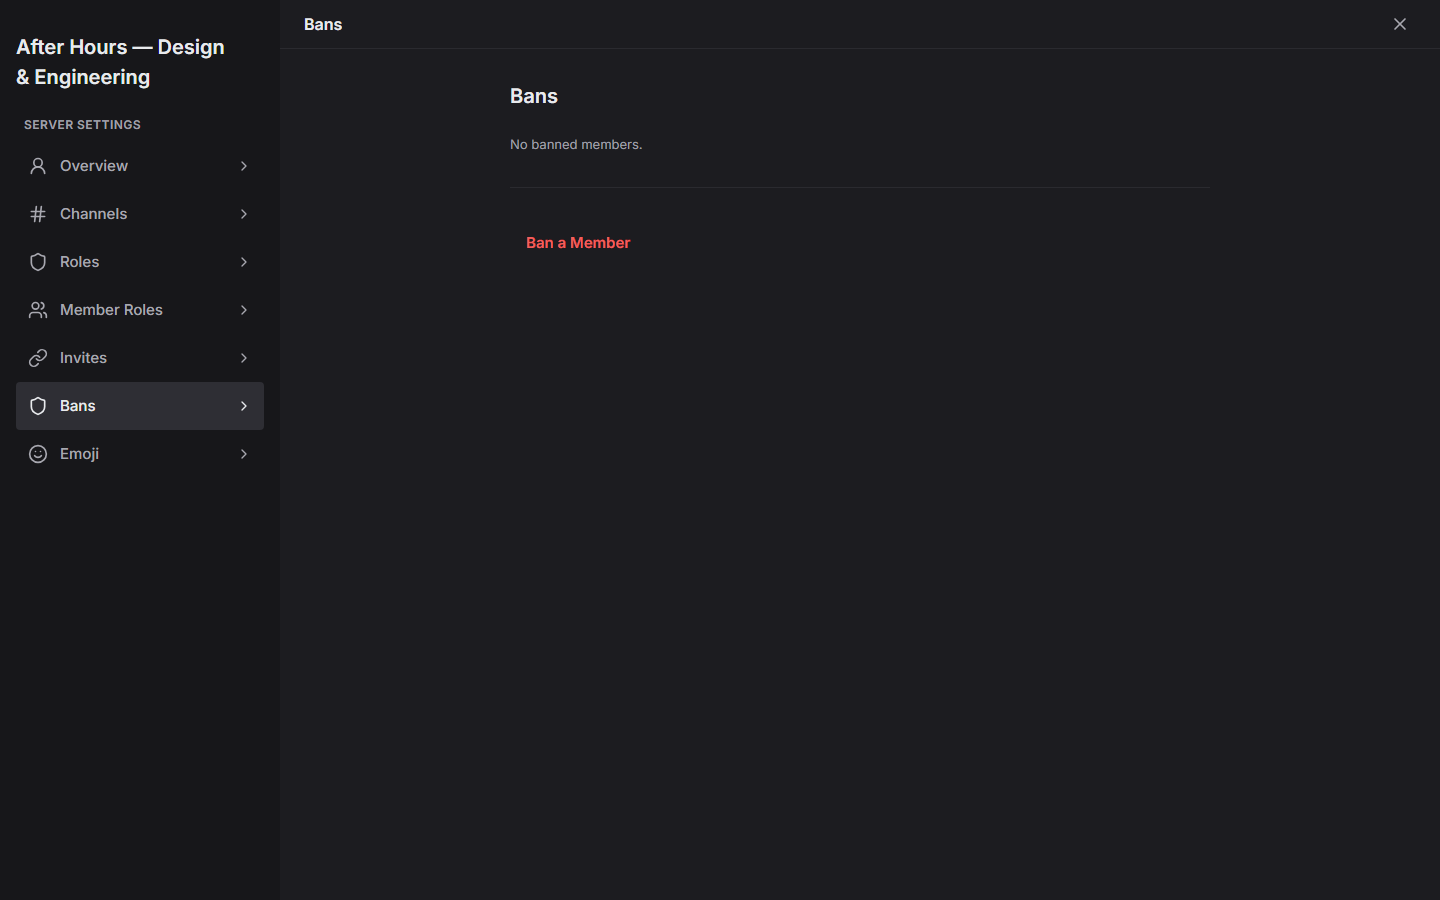 After Hours — Design
& Engineering
SERVER SETTINGS
Overview
Channels
Roles
Member Roles
Invites
Bans
Emoji
Bans
Bans
No banned members.
Ban a Member